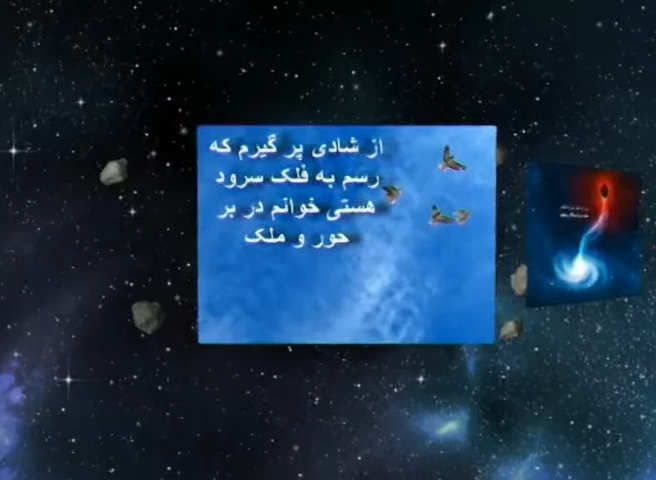 از شادی پر گیرم که
رسم به فلک سرود
هستی خوانم در بر
حور و ملک